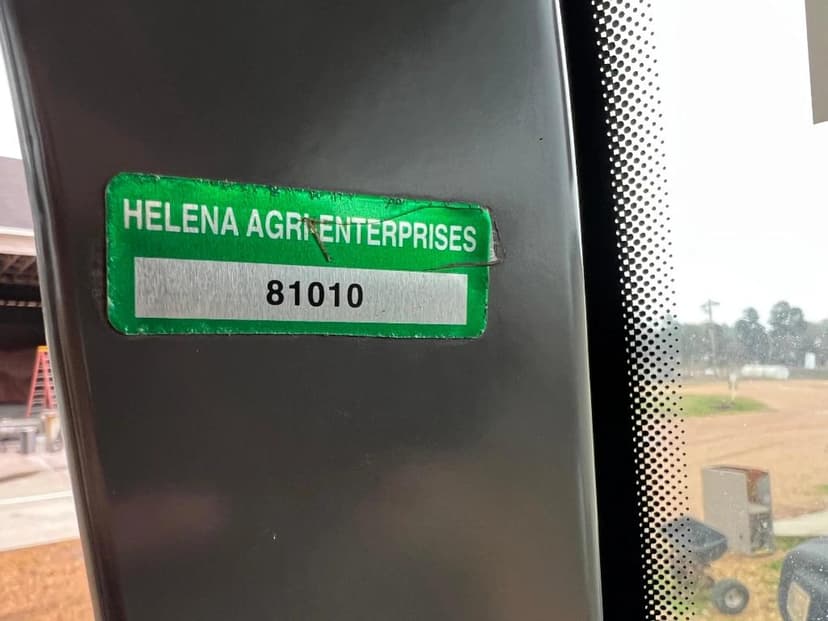 HELENA AGRI-ENTERPRISES
81010